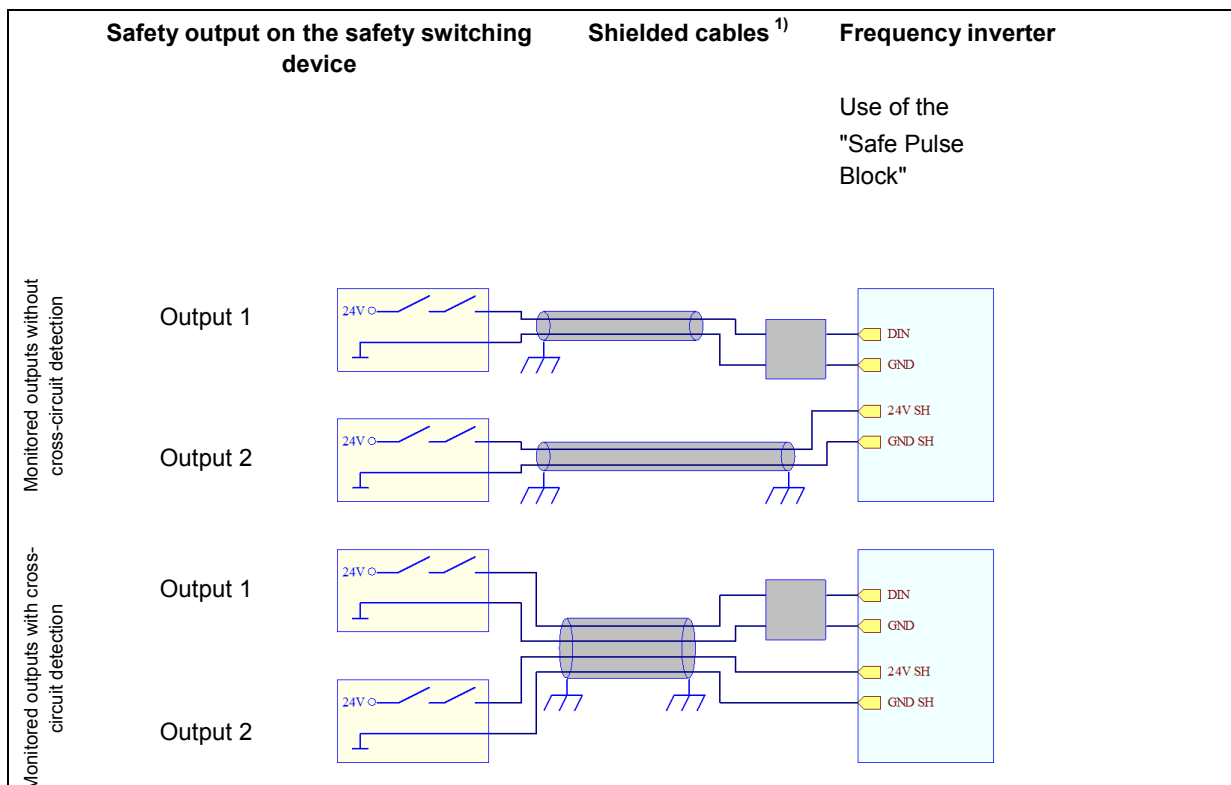 Safety output on the safety switching
device
Shielded cables 1)
Frequency inverter
Use of the
"Safe Pulse
Block"
Monitored outputs without
cross-circuit detection
Output 1
24V
DIN
GND
Output 2
24V
24V SH
GND SH
Monitored outputs with cross-
circuit detection
Output 1
24V
DIN
GND
Output 2
24V
24V SH
GND SH